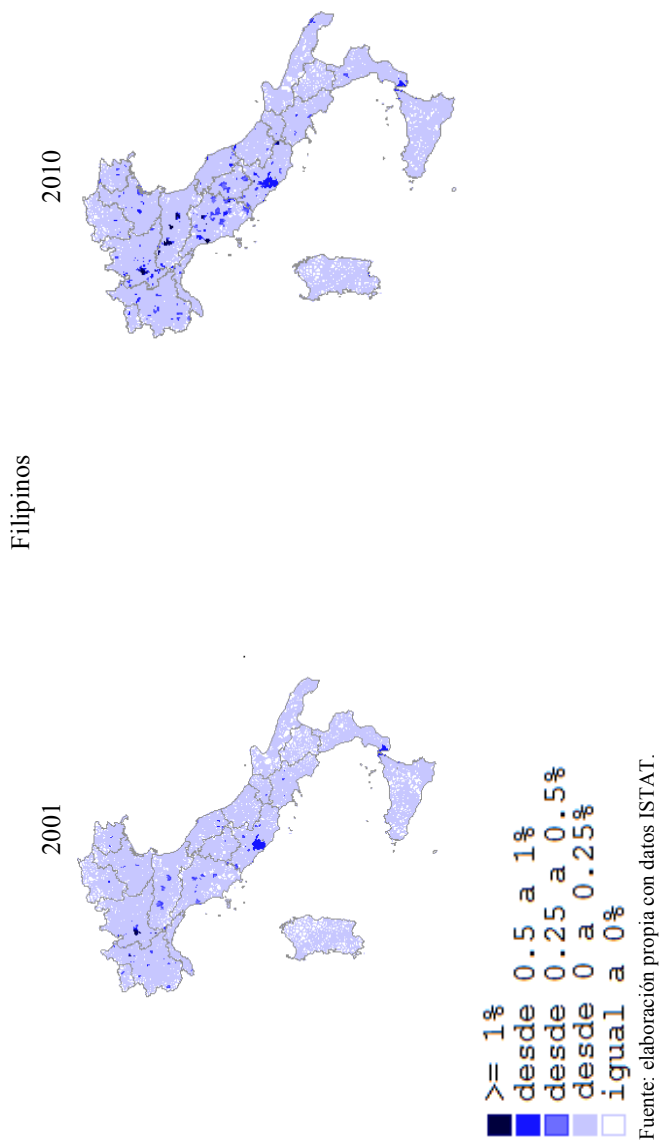 Filipinos
2001
2010
>= 1%
desde 0.5 a 1%
desde 0.25 a 0.5%
desde 0 a 0.25%
igual a 0%
Fuente: elaboración propia con datos ISTAT.